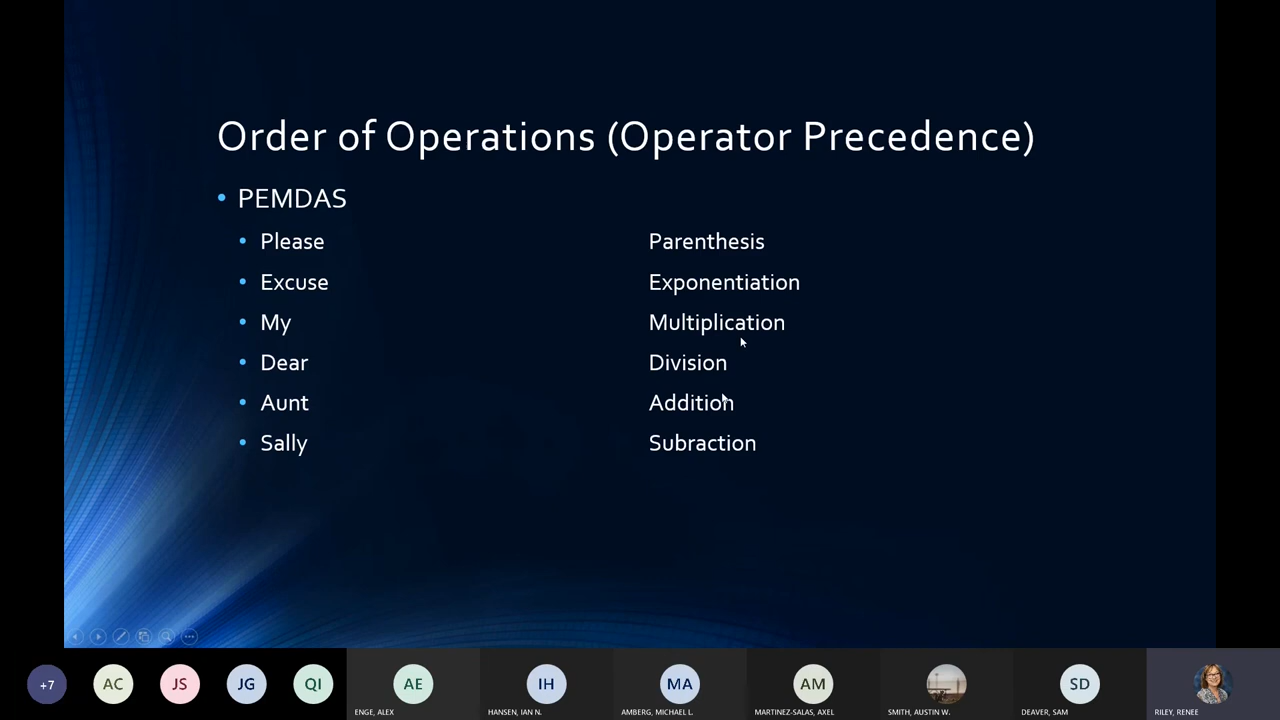 Order of Operations (Operator Precedence)
• PEMDAS
• Please Parenthesis
• Excuse Exponentiation
• My Multiplication
• Dear Division
• Aunt Addition
• Sally Subraction
+7 AC JS JG QI AE IH MA AM SD
ENGE, ALEX HANSEN, IAN N. AMBERG, MICHAEL L. MARTINEZ-SALAS, AXEL SMITH, AUSTIN W. DEAVER, SAM RILEY, RENEE